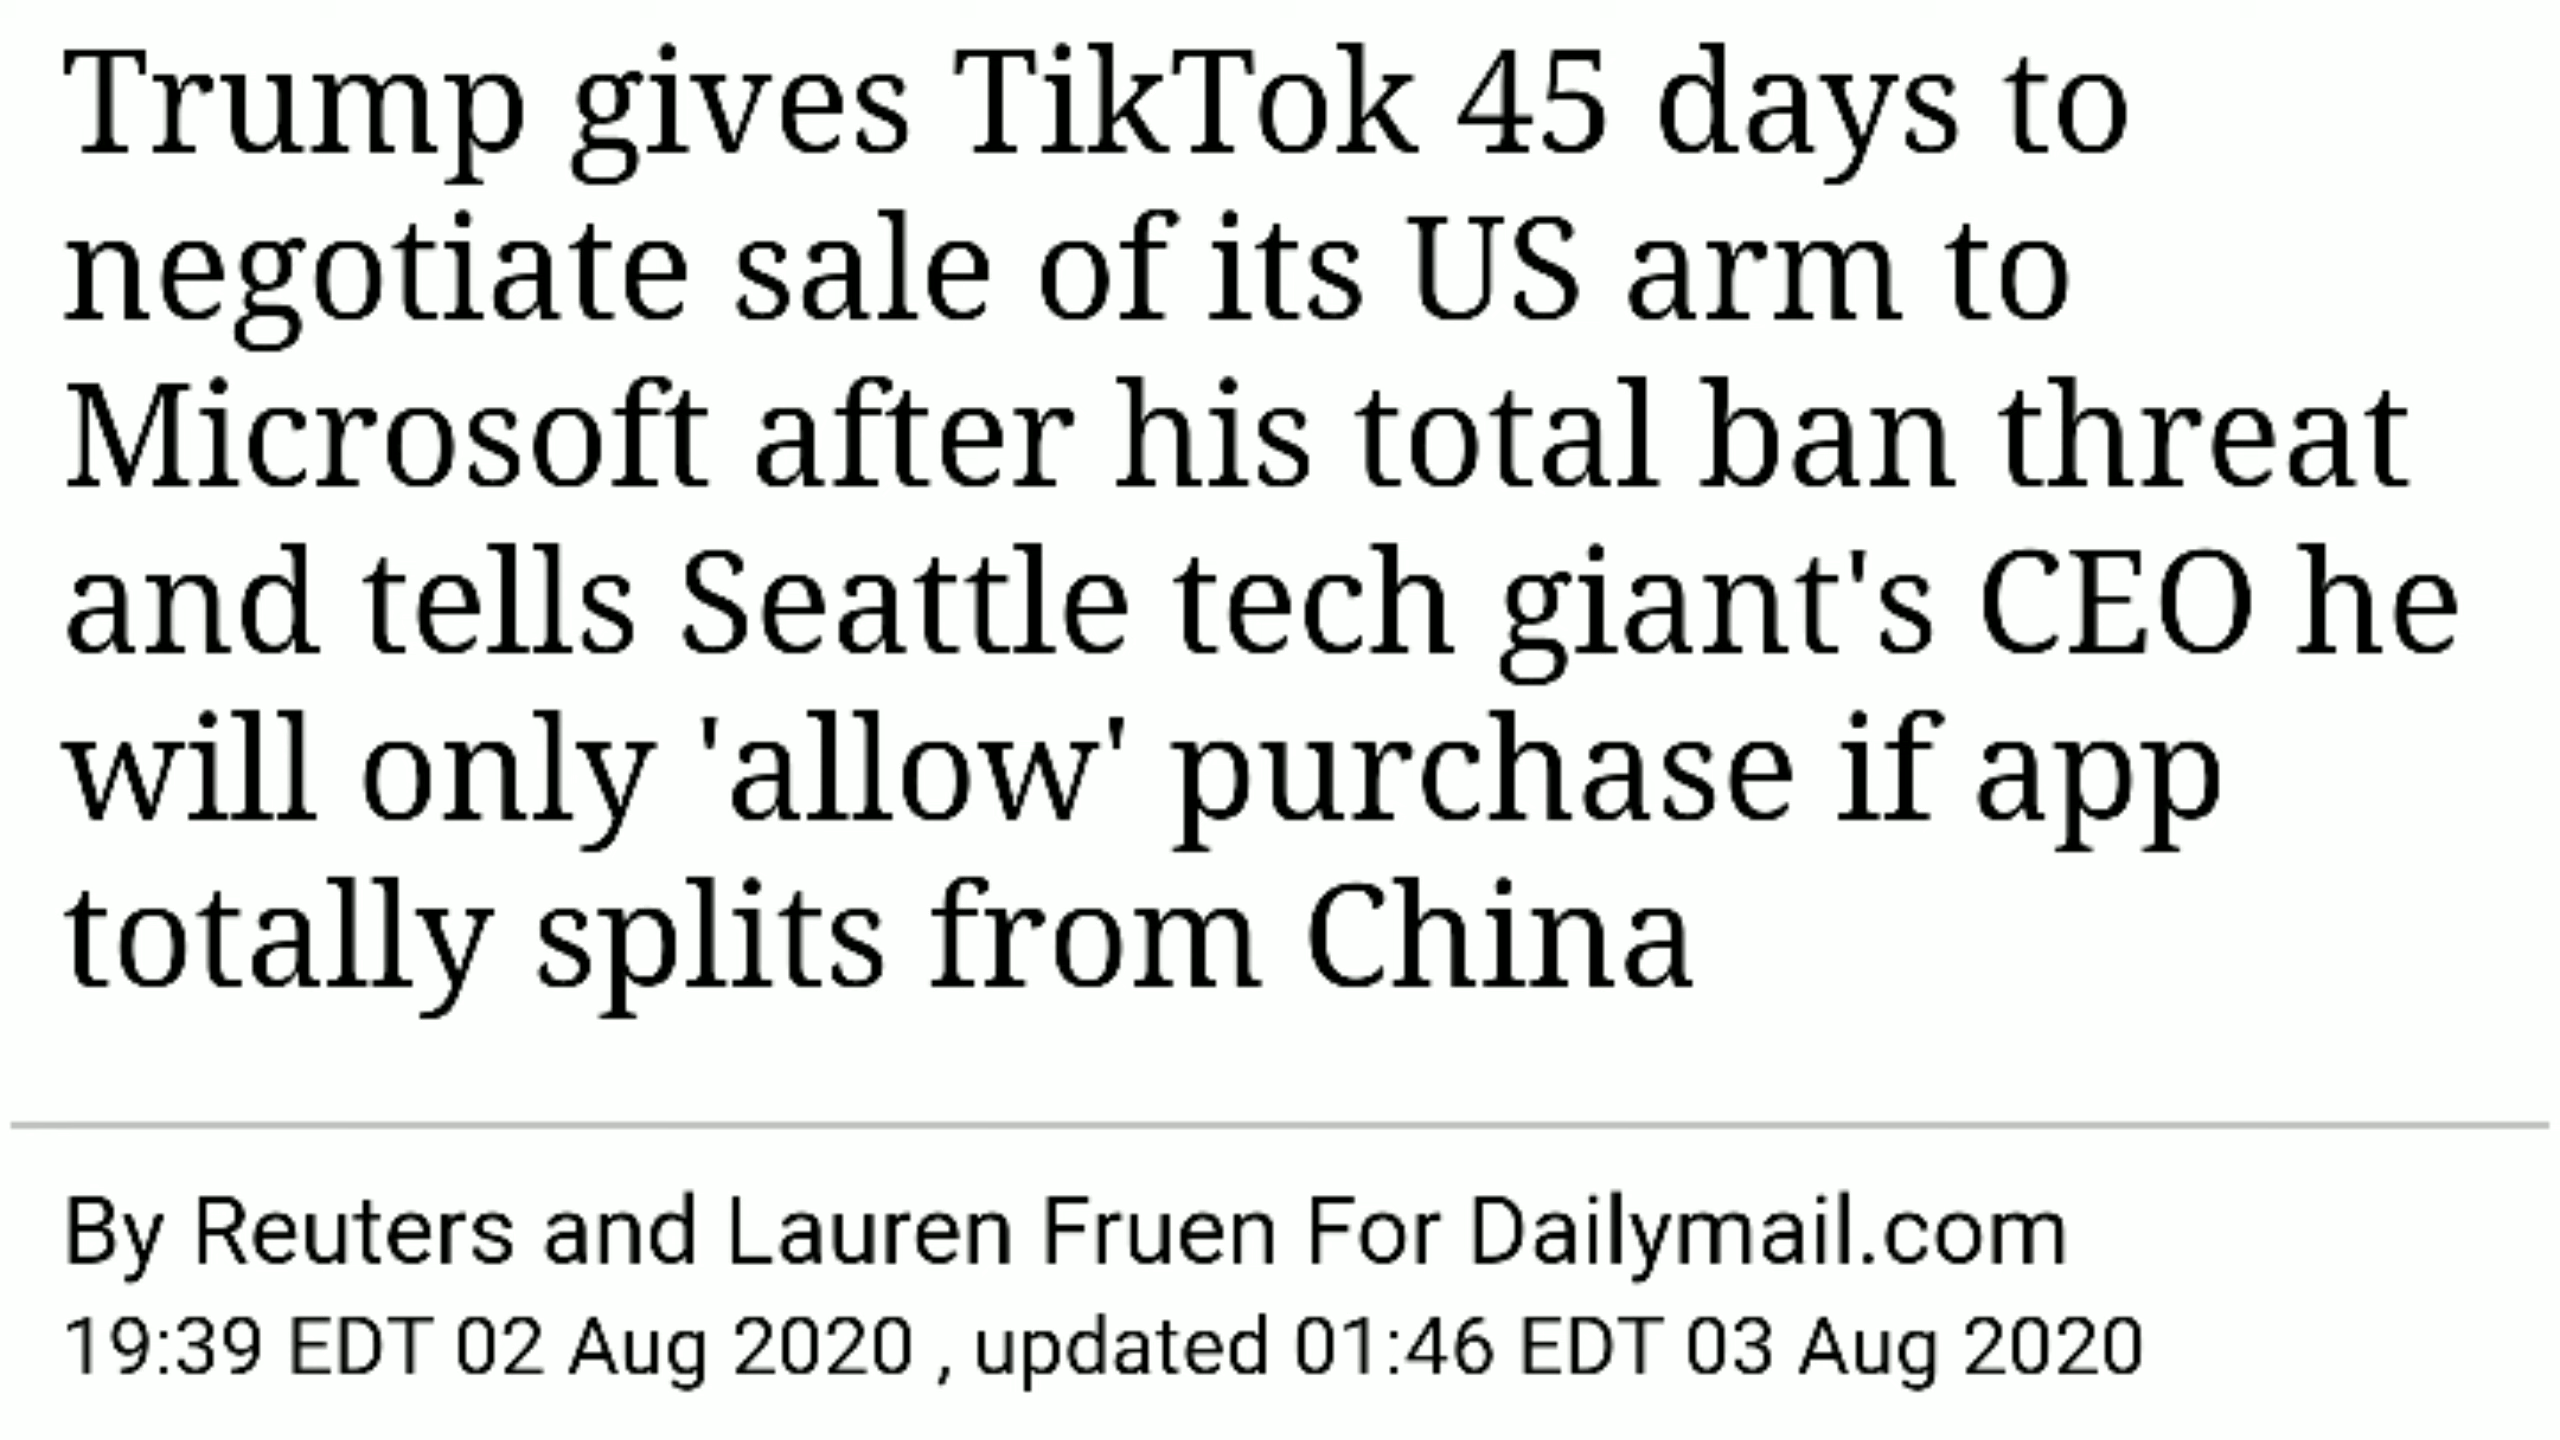 Trump gives TikTok 45 days to
negotiate sale of its US arm to
Microsoft after his total ban threat
and tells Seattle tech giant's CEO he
will only 'allow' purchase if app
totally splits from China
By Reuters and Lauren Fruen For Dailymail.com
19:39 EDT 02 Aug 2020 , updated 01:46 EDT 03 Aug 2020